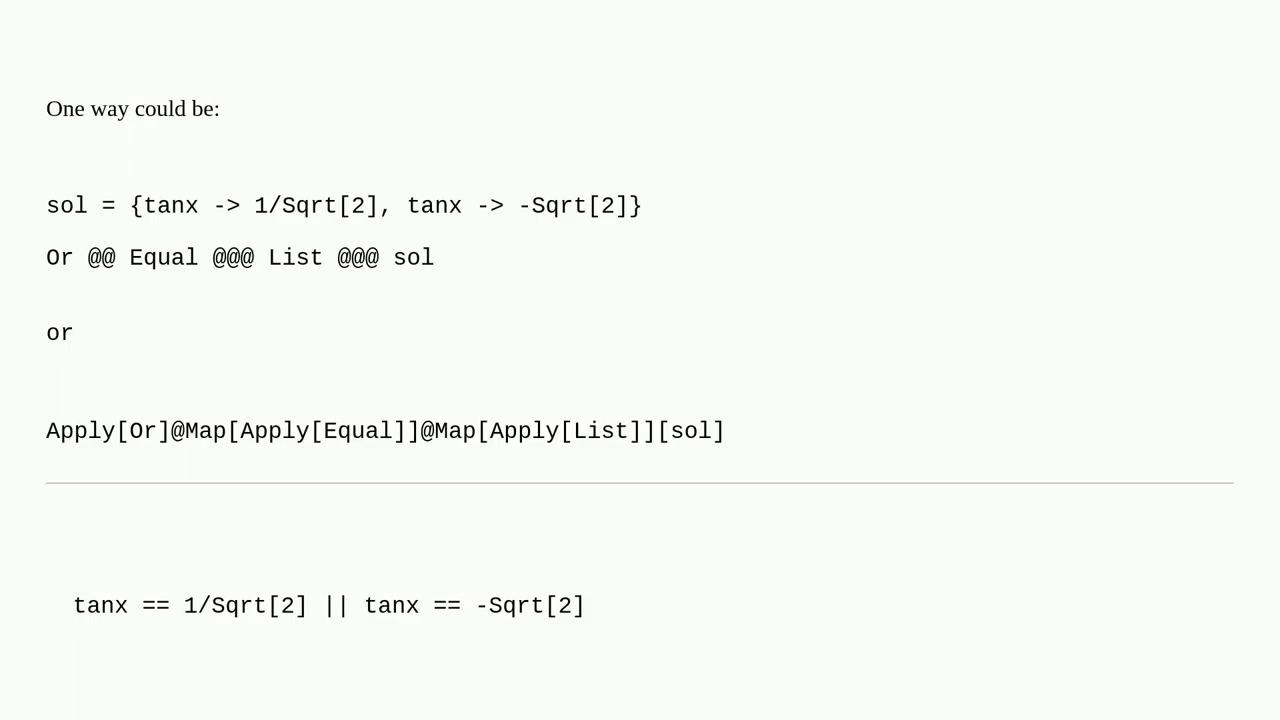 One way could be:
sol = {tanx -> 1/Sqrt[2], tanx -> -Sqrt[2]}
Or @@ Equal @@@ List @@@ sol
or
Apply[Or]@Map[Apply[Equal]]@Map[Apply[List]][sol]
tanx == 1/Sqrt[2] || tanx == -Sqrt[2]